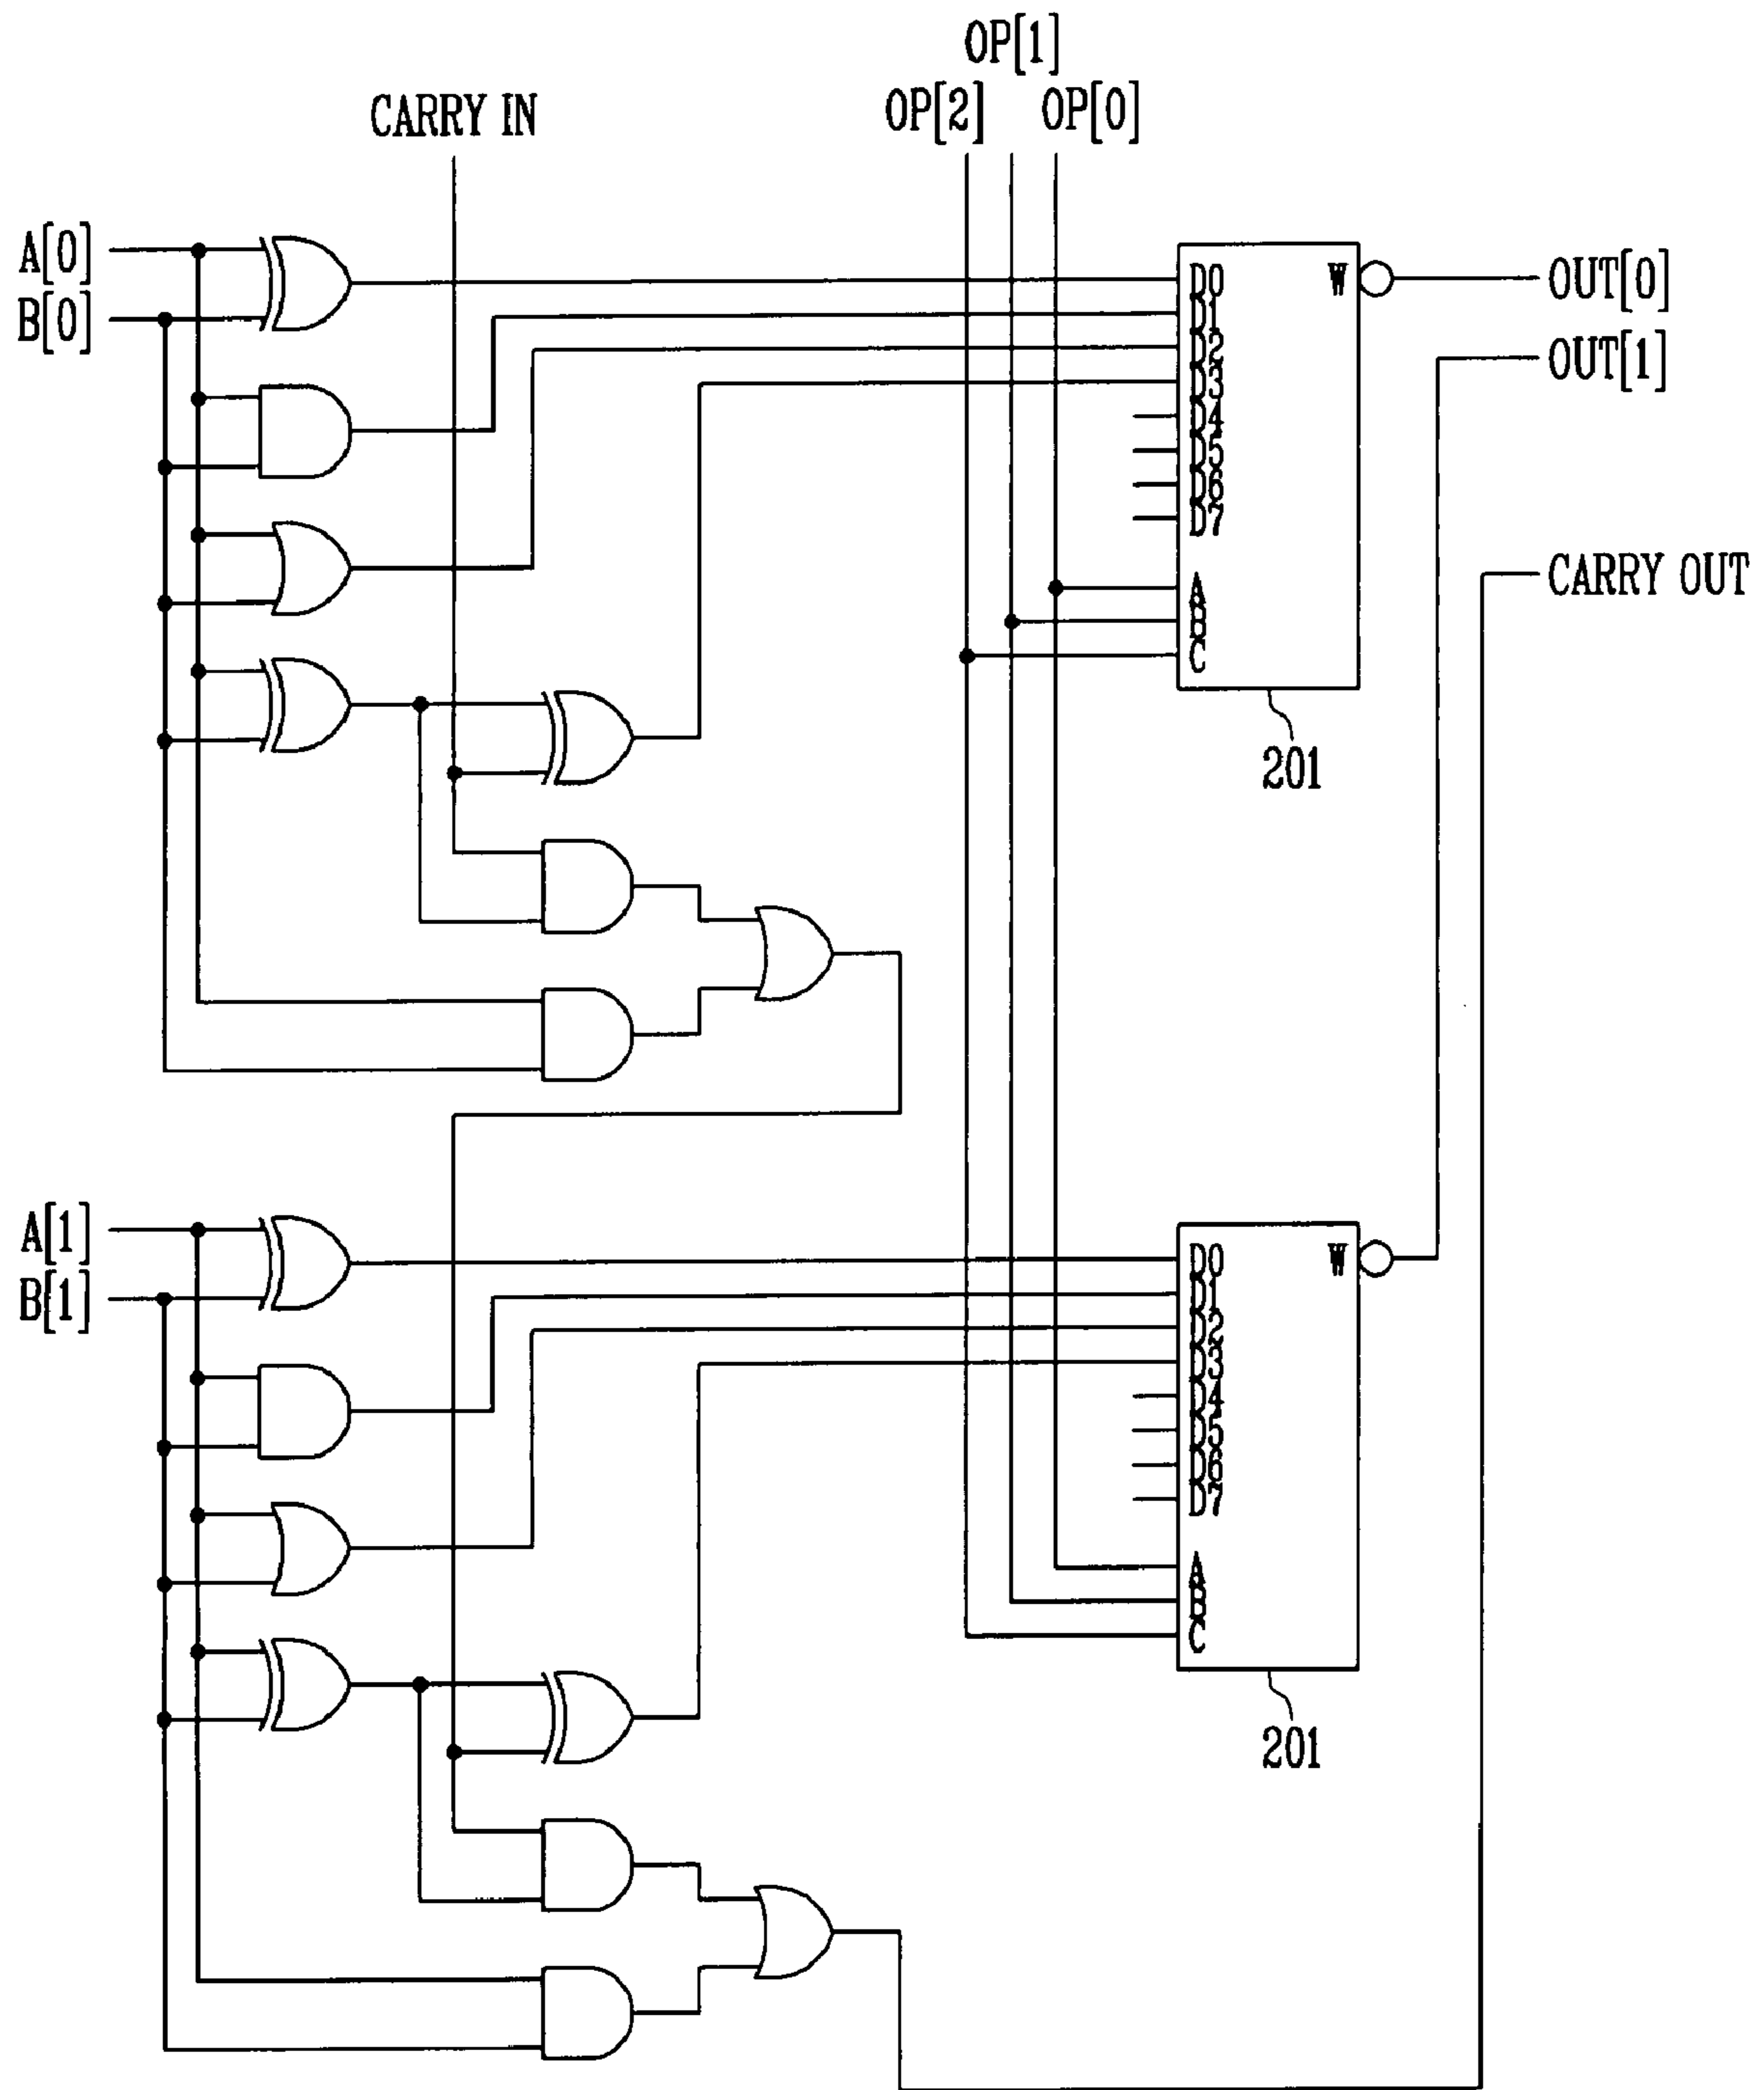 OP[1]
CARRY IN
OP[2]
OP[0]
A[0]
B[0]
D0
D1
D2
D3
D4
D5
D6
D7
A
B
C
W
OUT[0]
OUT[1]
CARRY OUT
201
A[1]
B[1]
D0
D1
D2
D3
D4
D5
D6
D7
A
B
C
W
201